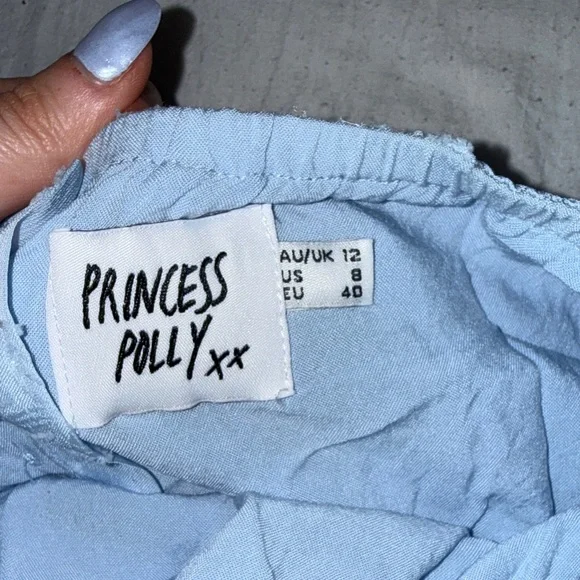 PRINCESS
POLLY xx
AU/UK 12
US 8
EU 40